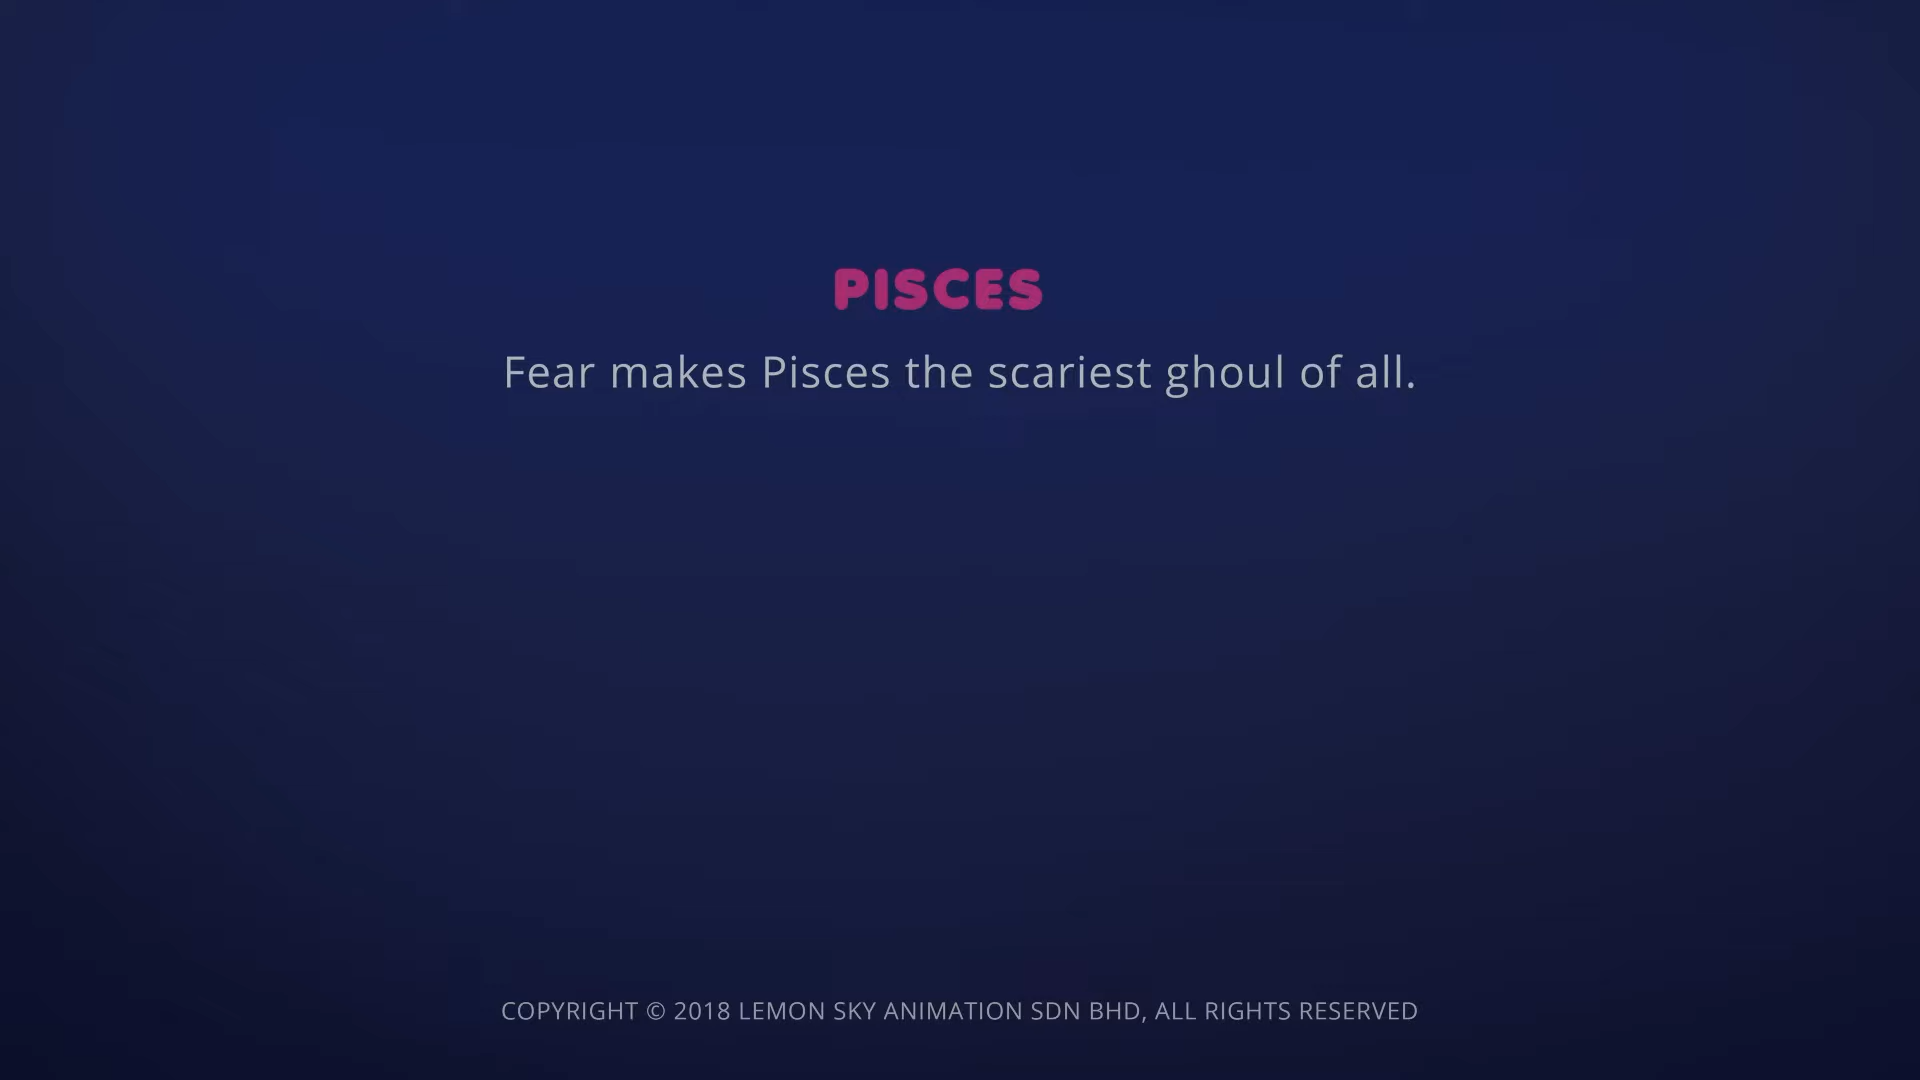 PISCES
Fear makes Pisces the scariest ghoul of all.
COPYRIGHT © 2018 LEMON SKY ANIMATION SDN BHD, ALL RIGHTS RESERVED